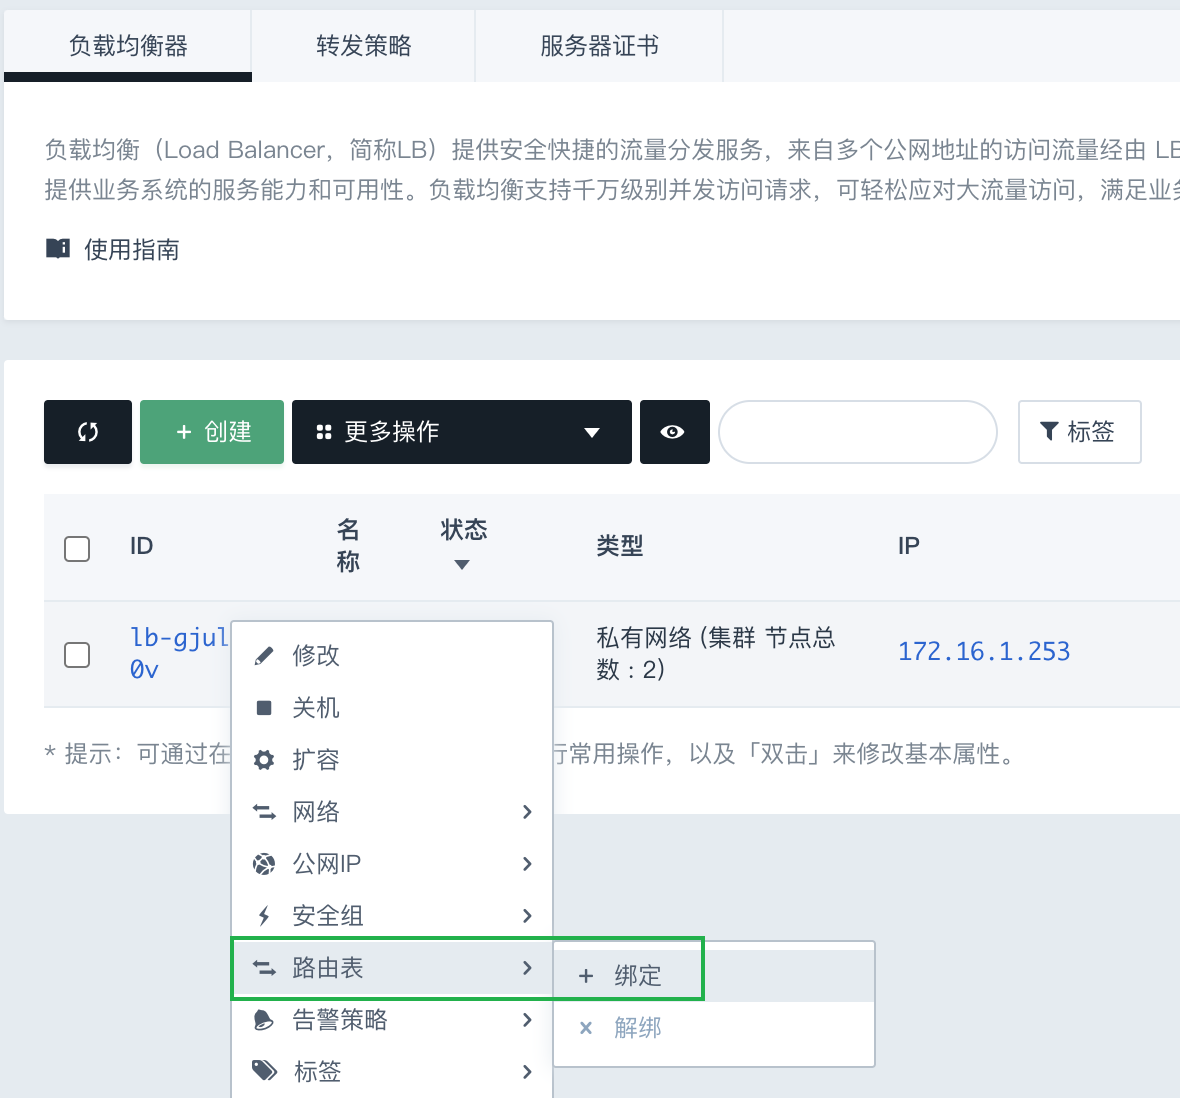 负载均衡器
转发策略
服务器证书
负载均衡（Load Balancer，简称LB）提供安全快捷的流量分发服务，来自多个公网地址的访问流量经由 LB
提供业务系统的服务能力和可用性。负载均衡支持千万级别并发访问请求，可轻松应对大流量访问，满足业务
使用指南
+ 创建
更多操作
标签
ID
名称
状态
类型
IP
lb-gjul
0v
私有网络 (集群 节点总
数：2)
172.16.1.253
* 提示：可通过在
行常用操作，以及「双击」来修改基本属性。
修改
关机
扩容
网络
公网IP
安全组
路由表
+ 绑定
× 解绑
告警策略
标签